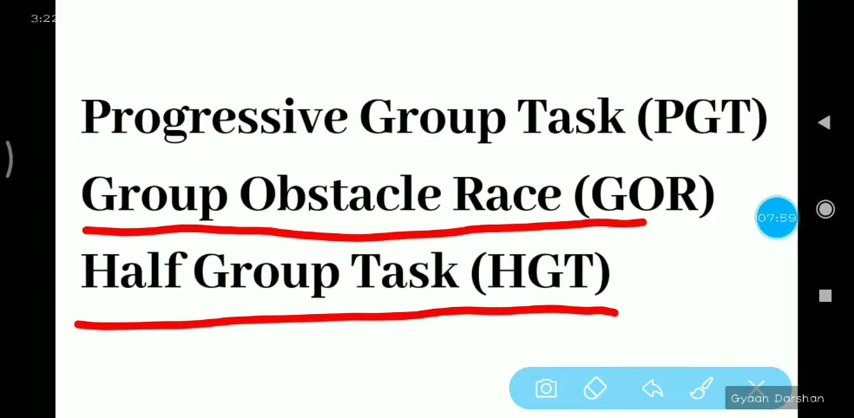 3:22
Progressive Group Task (PGT)
Group Obstacle Race (GOR)
07:59
Half Group Task (HGT)
Gyaan Darshan